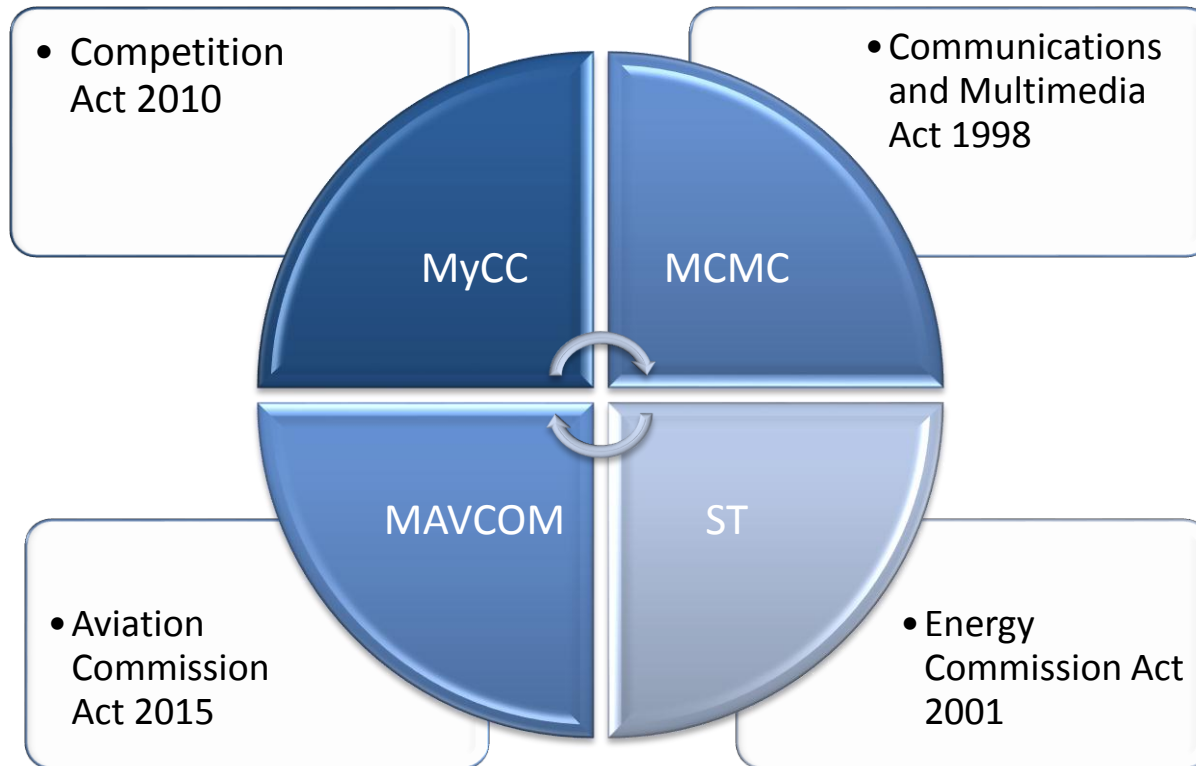 • Competition
Act 2010
• Communications
and Multimedia
Act 1998
MyCC
MCMC
MAVCOM
ST
• Aviation
Commission
Act 2015
• Energy
Commission Act
2001